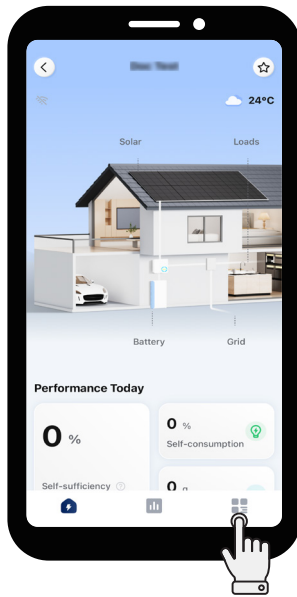 24°C
Solar Loads
Battery Grid
Performance Today
0 %
0 %
Self-consumption
Self-sufficiency
0